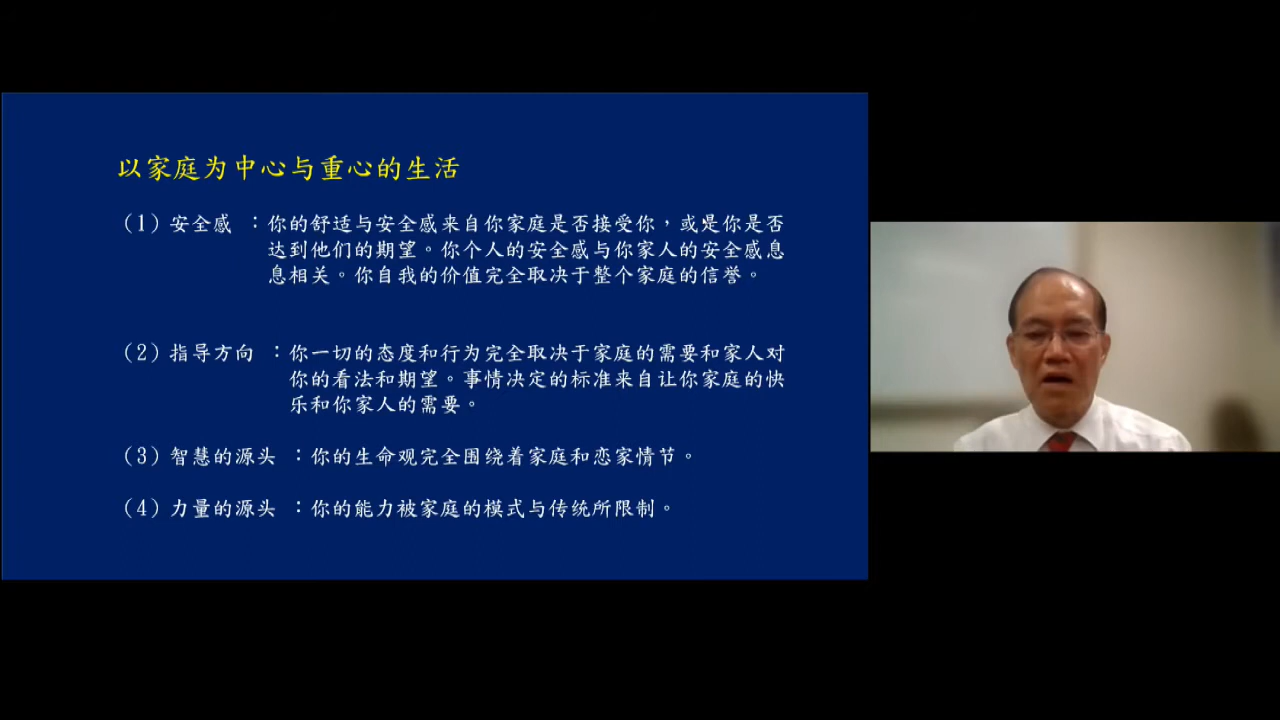 以家庭为中心与重心的生活
（1）安全感 ：你的舒适与安全感来自你家庭是否接受你，或是你是否
达到他们的期望。你个人的安全感与你家人的安全感息
息相关。你自我的价值完全取决于整个家庭的信誉。
（2）指导方向 ：你一切的态度和行为完全取决于家庭的需要和家人对
你的看法和期望。事情决定的标准来自让你家庭的快
乐和你家人的需要。
（3）智慧的源头 ：你的生命观完全围绕着家庭和恋家情节。
（4）力量的源头 ：你的能力被家庭的模式与传统所限制。